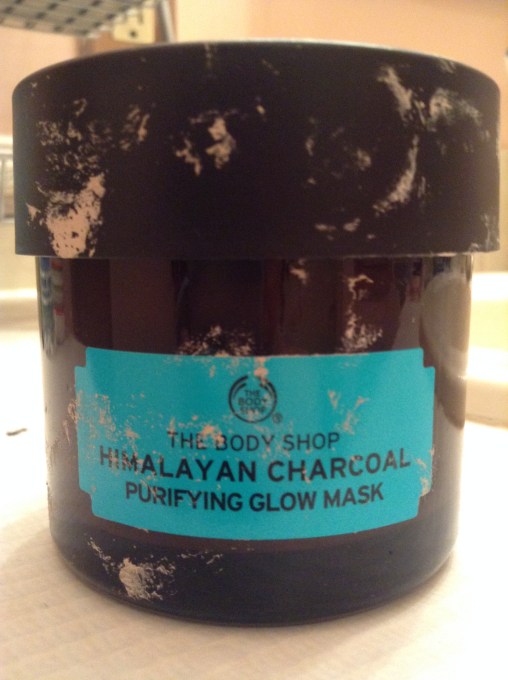 THE
BODY
SHOP
®
THE BODY SHOP
HIMALAYAN CHARCOAL
PURIFYING GLOW MASK